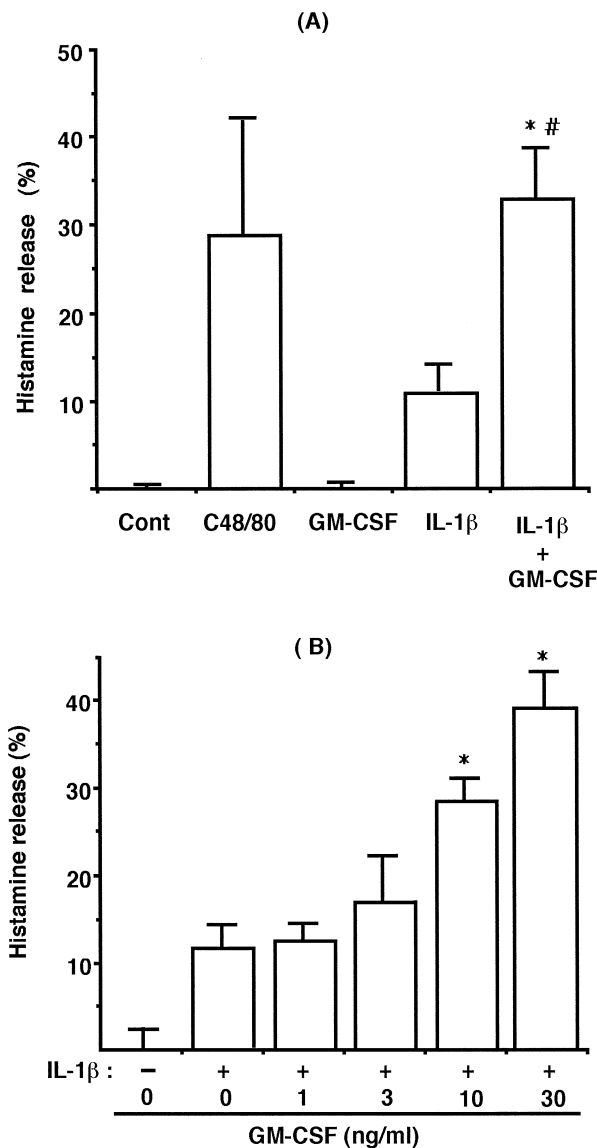 (A)
50
40
30
20
10
Histamine release (%)
* #
Cont C48/80 GM-CSF IL-1β IL-1β
+
GM-CSF
( B)
40
30
20
10
Histamine release (%)
*
*
IL-1β : − + + + + +
0 0 1 3 10 30
GM-CSF (ng/ml)